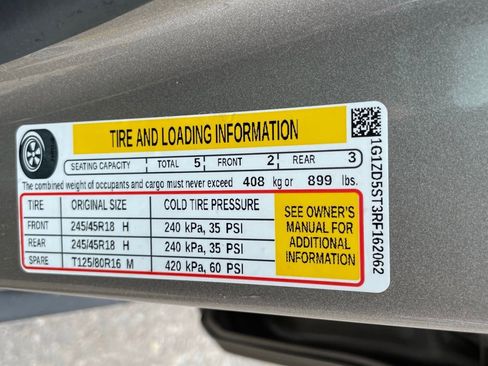 TIRE AND LOADING INFORMATION
SEATING CAPACITY TOTAL 5 FRONT 2 REAR 3
The combined weight of occupants and cargo must never exceed 408 kg or 899 lbs.
TIRE ORIGINAL SIZE COLD TIRE PRESSURE
FRONT 245/45R18 H 240 kPa, 35 PSI
REAR 245/45R18 H 240 kPa, 35 PSI
SPARE T125/80R16 M 420 kPa, 60 PSI
SEE OWNER'S
MANUAL FOR
ADDITIONAL
INFORMATION
1G1ZD5ST3RF162062